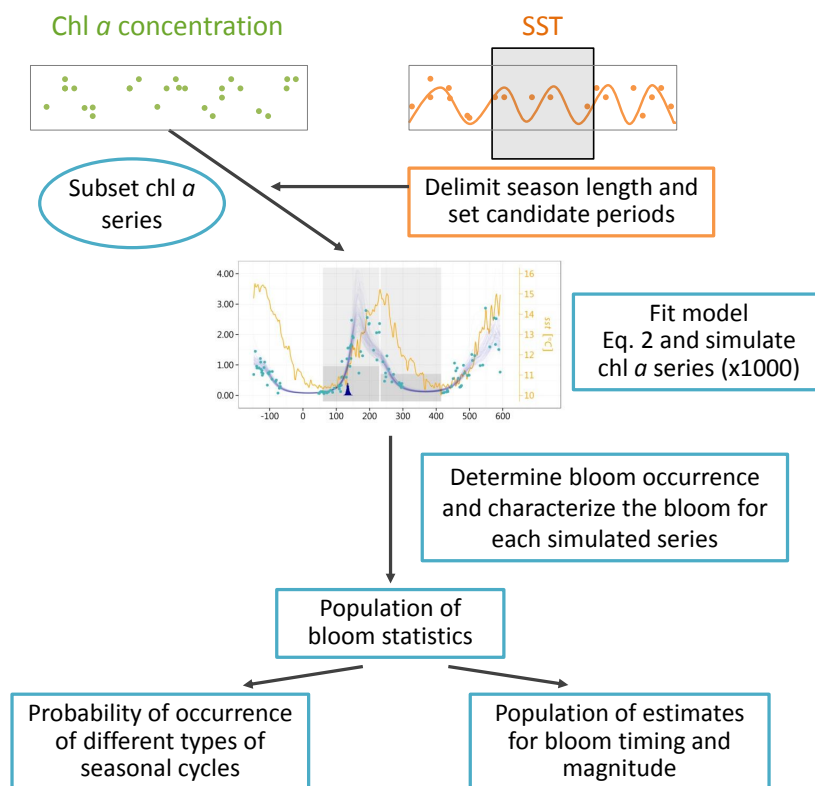 Chl a concentration
SST
Subset chl a
series
Delimit season length and
set candidate periods
4.00
3.00
2.00
1.00
0.00
16
15
14
13
12
11
10
sst [°C]
-100
0
100
200
300
400
500
600
Fit model
Eq. 2 and simulate
chl a series (x1000)
Determine bloom occurrence
and characterize the bloom for
each simulated series
Population of
bloom statistics
Probability of occurrence
of different types of
seasonal cycles
Population of estimates
for bloom timing and
magnitude